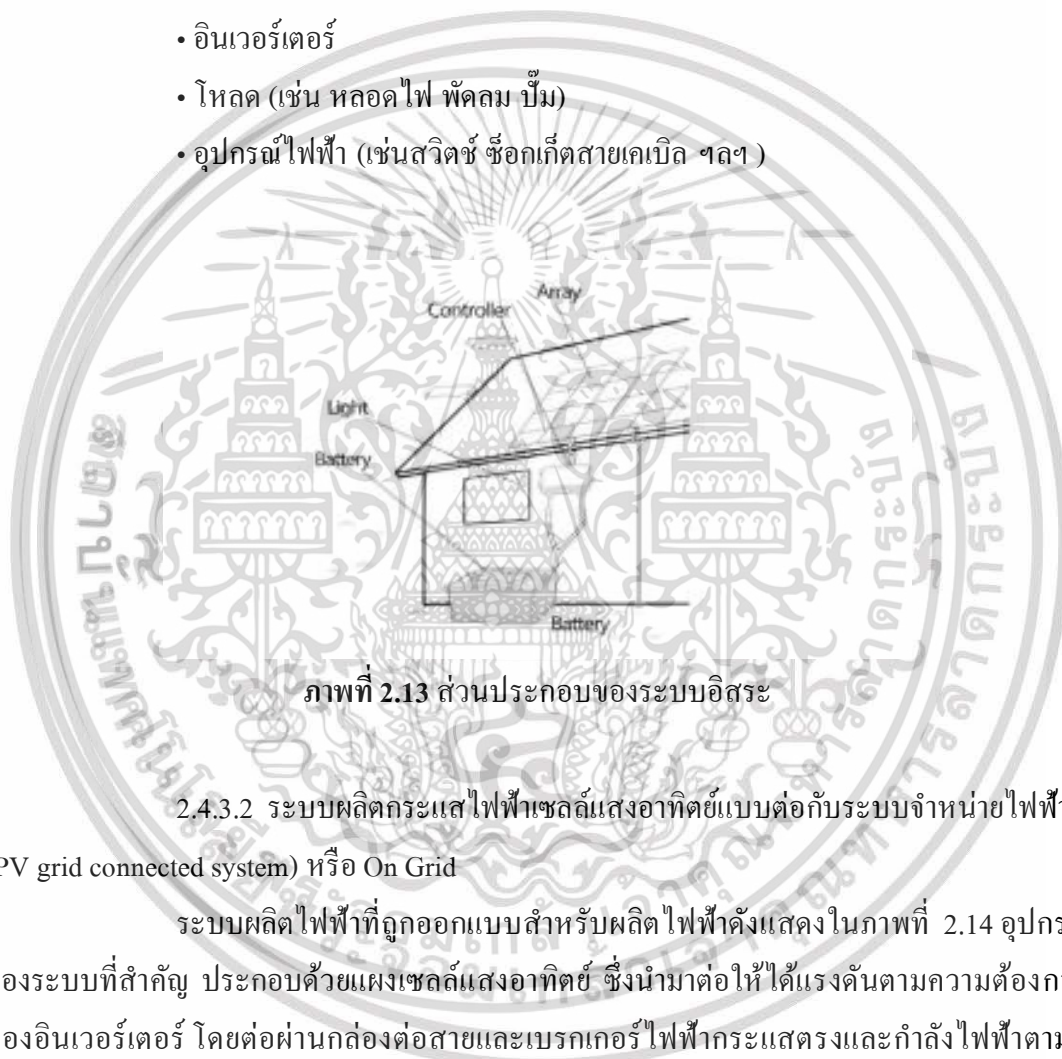 • อินเวอร์เตอร์
• โหลด (เช่น หลอดไฟ พัดลม ปั๊ม)
• อุปกรณ์ไฟฟ้า (เช่นสวิตช์ ซ็อกเก็ตสายเคเบิล ฯลฯ )
Array
Controller
Light
Battery
Battery
ภาพที่ 2.13 ส่วนประกอบของระบบอิสระ
2.4.3.2 ระบบผลิตกระแสไฟฟ้าเซลล์แสงอาทิตย์แบบต่อกับระบบจำหน่ายไฟฟ้า
PV grid connected system) หรือ On Grid
ระบบผลิตไฟฟ้าที่ถูกออกแบบสำหรับผลิตไฟฟ้าดังแสดงในภาพที่ 2.14 อุปกร
องระบบที่สำคัญ ประกอบด้วยแผงเซลล์แสงอาทิตย์ ซึ่งนำมาต่อให้ได้แรงดันตามความต้องกา
องอินเวอร์เตอร์ โดยต่อผ่านกล่องต่อสายและเบรกเกอร์ไฟฟ้ากระแสตรงและกำลังไฟฟ้าตาม